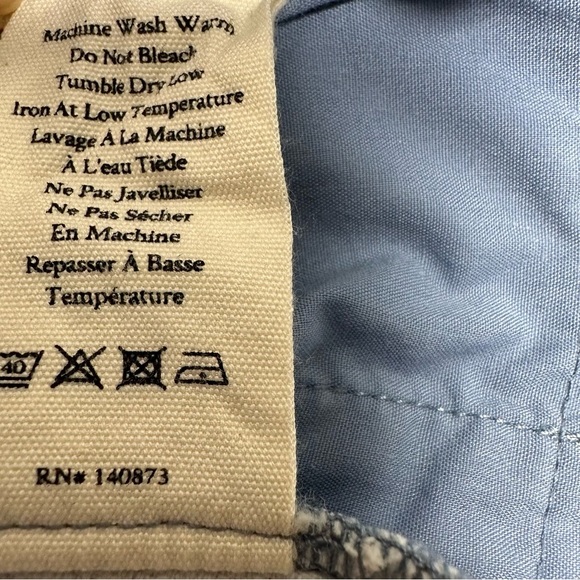 Machine Wash Warm
Do Not Bleach
Tumble Dry Low
Iron At Low Temperature
Lavage À La Machine
À L'eau Tiède
Ne Pas Javelliser
Ne Pas Sécher
En Machine
Repasser À Basse
Température
40
RN# 140873